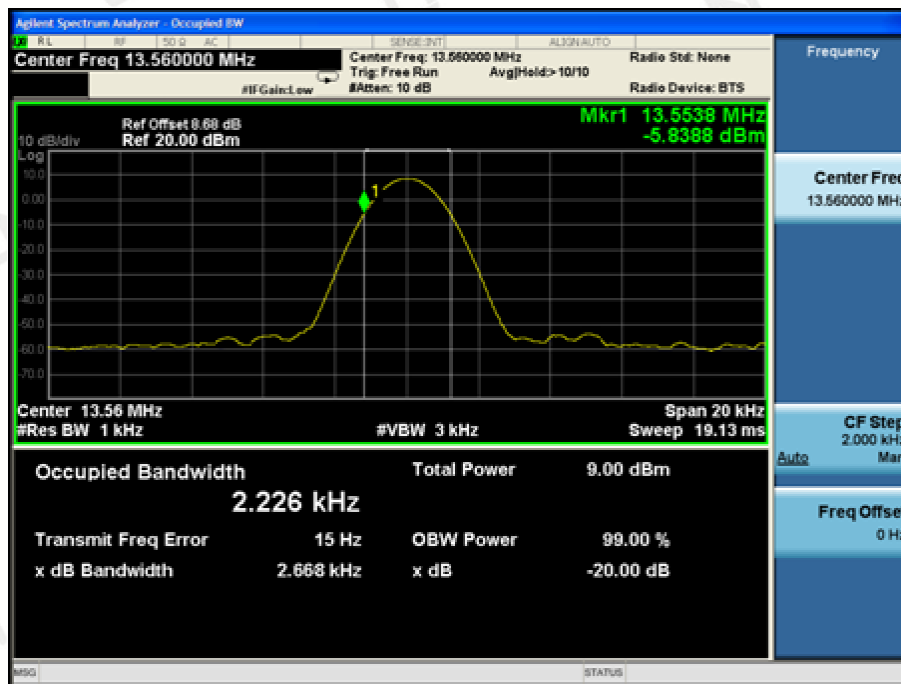 Agilent Spectrum Analyzer - Occupied BW
LXI RL RF 50 Ω AC SENSE:INT ALIGN AUTO
Center Freq 13.560000 MHz
Center Freq: 13.560000 MHz
Radio Std: None
Trig: Free Run
Avg|Hold:> 10/10
#IFGain:Low
#Atten: 10 dB
Radio Device: BTS
Frequency
Mkr1 13.5538 MHz
-5.8388 dBm
Ref Offset 8.68 dB
10 dB/div Ref 20.00 dBm
Log
10.0
0.00
-10.0
-20.0
-30.0
-40.0
-50.0
-60.0
-70.0
1
Center 13.56 MHz
Span 20 kHz
#Res BW 1 kHz
#VBW 3 kHz
Sweep 19.13 ms
Occupied Bandwidth
2.226 kHz
Total Power 9.00 dBm
Transmit Freq Error 15 Hz
OBW Power 99.00 %
x dB Bandwidth 2.668 kHz
x dB -20.00 dB
Center Freq
13.560000 MHz
CF Step
2.000 kHz
Auto Man
Freq Offset
0 Hz
MSG
STATUS